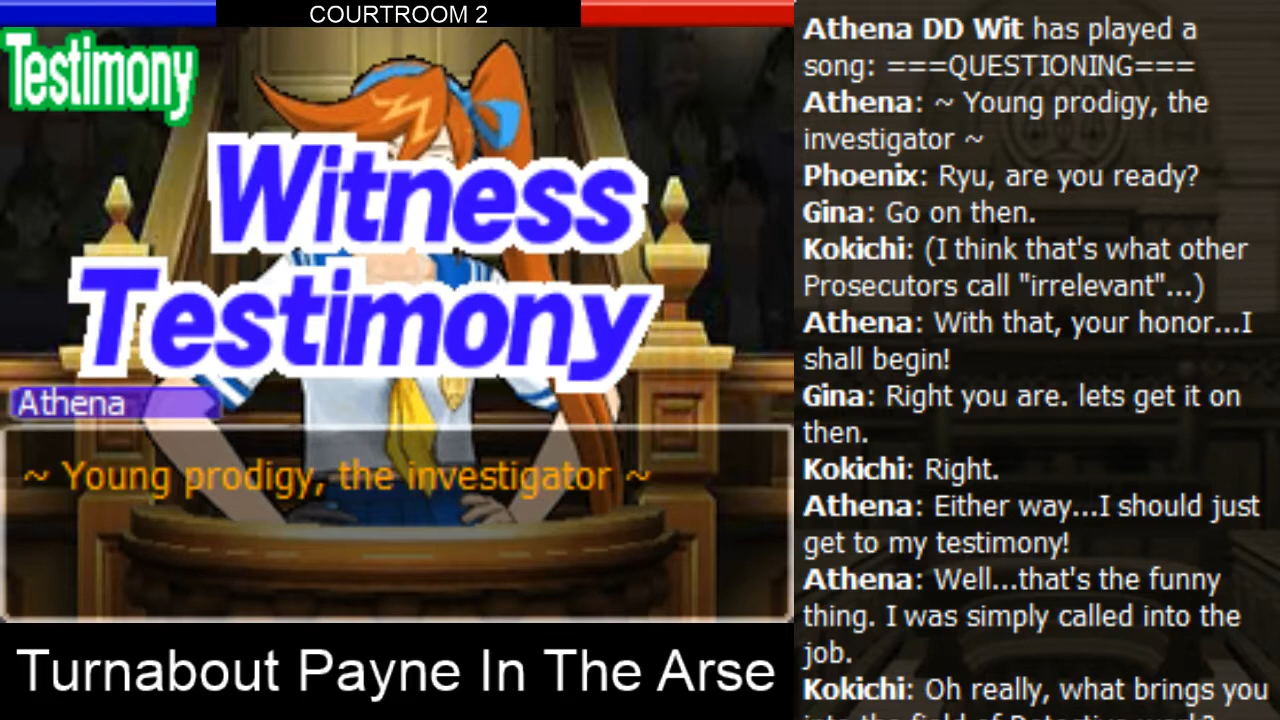 COURTROOM 2
Testimony
Witness
Testimony
Athena
~ Young prodigy, the investigator ~
Turnabout Payne In The Arse
Athena DD Wit has played a
song: ===QUESTIONING===
Athena: ~ Young prodigy, the
investigator ~
Phoenix: Ryu, are you ready?
Gina: Go on then.
Kokichi: (I think that's what other
Prosecutors call "irrelevant"...)
Athena: With that, your honor...I
shall begin!
Gina: Right you are. lets get it on
then.
Kokichi: Right.
Athena: Either way...I should just
get to my testimony!
Athena: Well...that's the funny
thing. I was simply called into the
job.
Kokichi: Oh really, what brings you